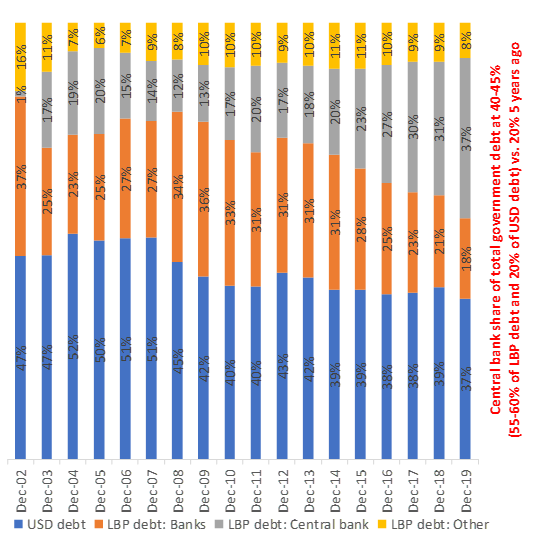 16% 11% 7% 6% 7% 9% 8% 10% 10% 10% 9% 10% 11% 11% 10% 9% 9% 8%
1% 17% 19% 20% 15% 14% 12% 13% 17% 20% 17% 18% 20% 23% 27% 30% 31% 37%
37% 25% 23% 25% 27% 27% 34% 36% 33% 31% 31% 31% 31% 28% 25% 23% 21% 18%
47% 47% 52% 50% 51% 51% 45% 42% 40% 40% 43% 42% 39% 39% 38% 38% 39% 37%
Dec-02 Dec-03 Dec-04 Dec-05 Dec-06 Dec-07 Dec-08 Dec-09 Dec-10 Dec-11 Dec-12 Dec-13 Dec-14 Dec-15 Dec-16 Dec-17 Dec-18 Dec-19
USD debt LBP debt: Banks LBP debt: Central bank LBP debt: Other
Central bank share of total government debt at 40-45%
(55-60% of LBP debt and 20% of USD debt) vs. 20% 5 years ago